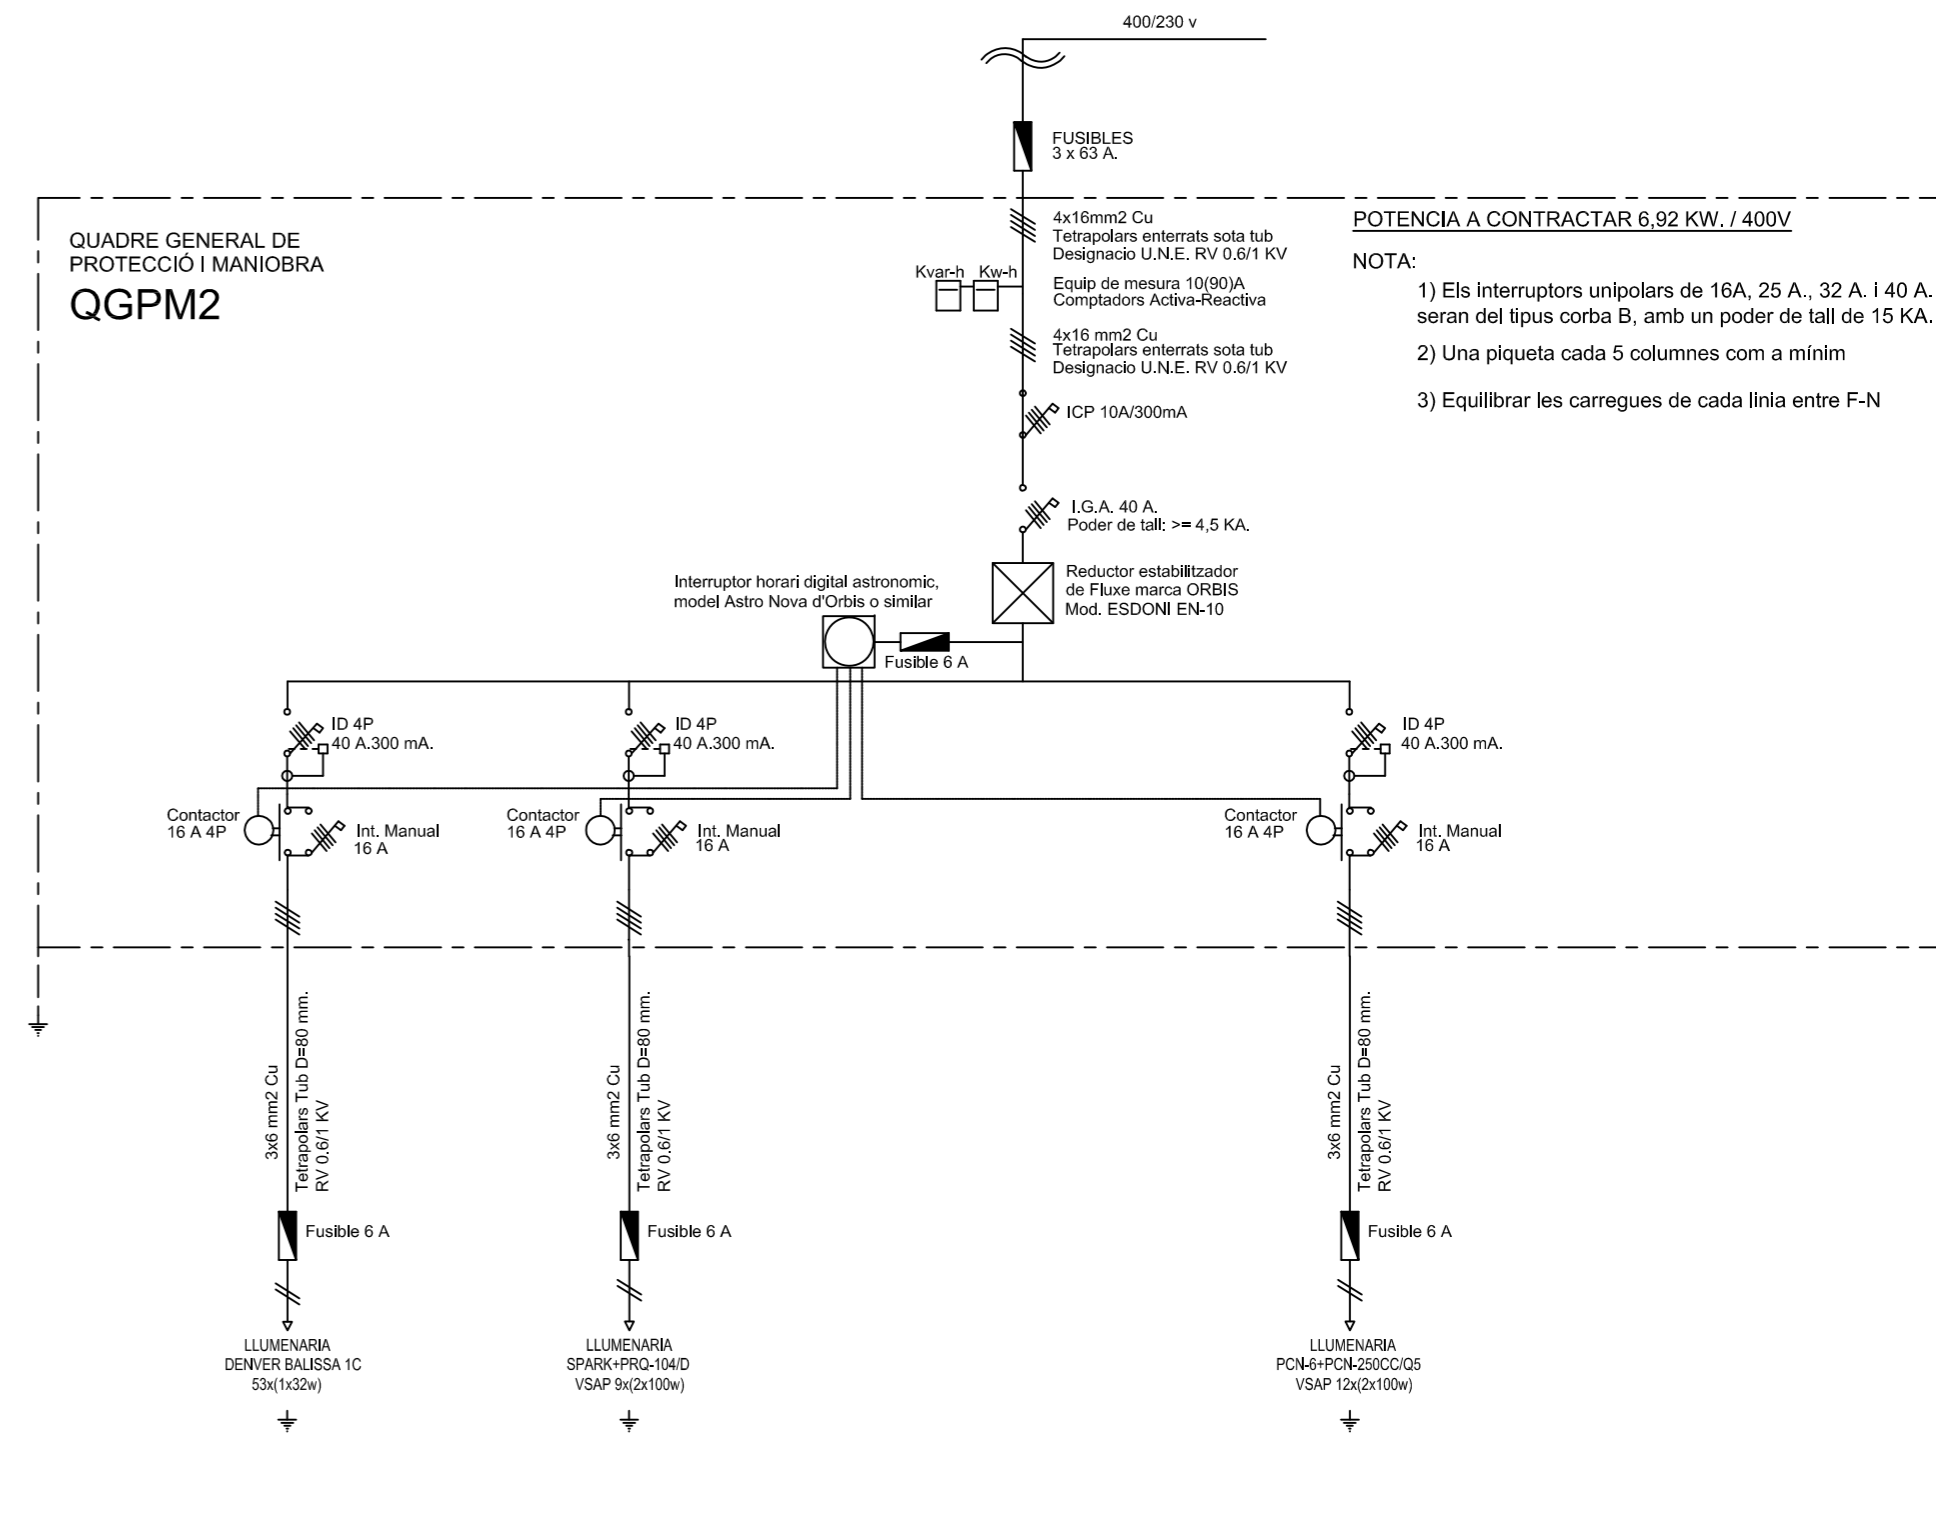 400/230 v
FUSIBLES
3 x 63 A.
QUADRE GENERAL DE
PROTECCIÓ I MANIOBRA
QGPM2
4x16mm2 Cu
Tetrapolars enterrats sota tub
Designacio U.N.E. RV 0.6/1 KV
Kvar-h Kw-h
Equip de mesura 10(90)A
Comptadors Activa-Reactiva
4x16 mm2 Cu
Tetrapolars enterrats sota tub
Designacio U.N.E. RV 0.6/1 KV
ICP 10A/300mA
I.G.A. 40 A.
Poder de tall: >= 4,5 KA.
POTENCIA A CONTRACTAR 6,92 KW. / 400V
NOTA:
1) Els interruptors unipolars de 16A, 25 A., 32 A. i 40 A.
seran del tipus corba B, amb un poder de tall de 15 KA.
2) Una piqueta cada 5 columnes com a mínim
3) Equilibrar les carregues de cada linia entre F-N
Interruptor horari digital astronomic,
model Astro Nova d'Orbis o similar
Reductor estabilitzador
de Fluxe marca ORBIS
Mod. ESDONI EN-10
Fusible 6 A
ID 4P
40 A.300 mA.
ID 4P
40 A.300 mA.
ID 4P
40 A.300 mA.
Contactor
16 A 4P
Int. Manual
16 A
Contactor
16 A 4P
Int. Manual
16 A
Contactor
16 A 4P
Int. Manual
16 A
3x6 mm2 Cu
Tetrapolars Tub D=80 mm.
RV 0.6/1 KV
3x6 mm2 Cu
Tetrapolars Tub D=80 mm.
RV 0.6/1 KV
3x6 mm2 Cu
Tetrapolars Tub D=80 mm.
RV 0.6/1 KV
Fusible 6 A
Fusible 6 A
Fusible 6 A
LLUMENARIA
DENVER BALISSA 1C
53x(1x32w)
LLUMENARIA
SPARK+PRQ-104/D
VSAP 9x(2x100w)
LLUMENARIA
PCN-6+PCN-250CC/Q5
VSAP 12x(2x100w)